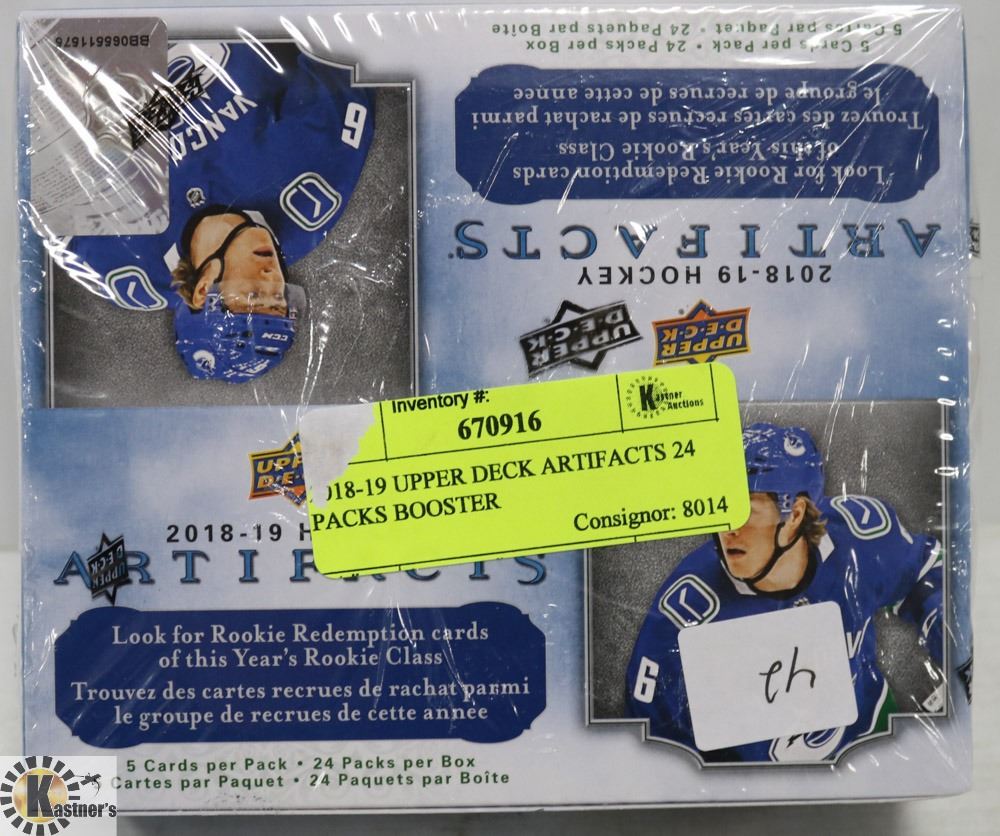 BB0655511575
5 Cards per Pack • 24 Packs per Box
5 Cartes par Paquet • 24 Paquets par Boîte
Look for Rookie Redemption cards
of this Year's Rookie Class
Trouvez des cartes recrues de rachat parmi
le groupe de recrues de cette année
ARTIFACTS
2018-19 HOCKEY
UPPER
D·E·C·K
UPPER
D·E·C·K
VANCO
6
CCM
Inventory #:
670916
Kastner
Auctions
018-19 UPPER DECK ARTIFACTS 24
PACKS BOOSTER
Consignor: 8014
UPP
D·E·
2018-19 H
ARTIFACTS
UPPER
DECK
Look for Rookie Redemption cards
of this Year's Rookie Class
Trouvez des cartes recrues de rachat parmi
le groupe de recrues de cette année
5 Cards per Pack • 24 Packs per Box
Cartes par Paquet • 24 Paquets par Boîte
6
Kastner's